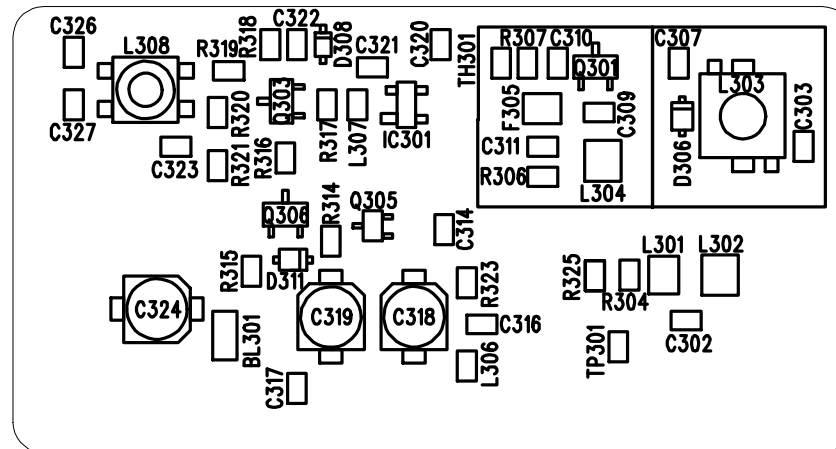 C326
L308
R319
R318
C322
D308
C321
C320
TH301
R307
C310
Q301
C307
L303
C327
R320
Q303
R317
L307
IC301
F305
C309
D306
C303
C323
R321
R316
C311
R306
L304
Q306
R314
Q305
C314
R315
D311
C324
BL301
C319
C318
R323
C316
L306
C317
R325
R304
L301
L302
C302
TP301